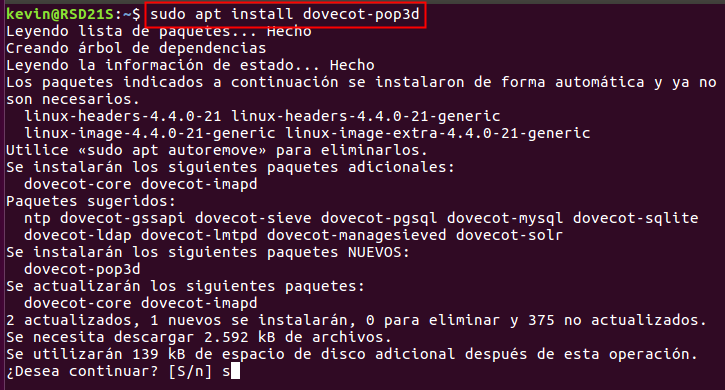 kevin@RSD21S:~$ sudo apt install dovecot-pop3d
Leyendo lista de paquetes... Hecho
Creando árbol de dependencias
Leyendo la información de estado... Hecho
Los paquetes indicados a continuación se instalaron de forma automática y ya no
son necesarios.
linux-headers-4.4.0-21 linux-headers-4.4.0-21-generic
linux-image-4.4.0-21-generic linux-image-extra-4.4.0-21-generic
Utilice «sudo apt autoremove» para eliminarlos.
Se instalarán los siguientes paquetes adicionales:
dovecot-core dovecot-imapd
Paquetes sugeridos:
ntp dovecot-gssapi dovecot-sieve dovecot-pgsql dovecot-mysql dovecot-sqlite
dovecot-ldap dovecot-lmtpd dovecot-managesieved dovecot-solr
Se instalarán los siguientes paquetes NUEVOS:
dovecot-pop3d
Se actualizarán los siguientes paquetes:
dovecot-core dovecot-imapd
2 actualizados, 1 nuevos se instalarán, 0 para eliminar y 375 no actualizados.
Se necesita descargar 2.592 kB de archivos.
Se utilizarán 139 kB de espacio de disco adicional después de esta operación.
¿Desea continuar? [S/n] s